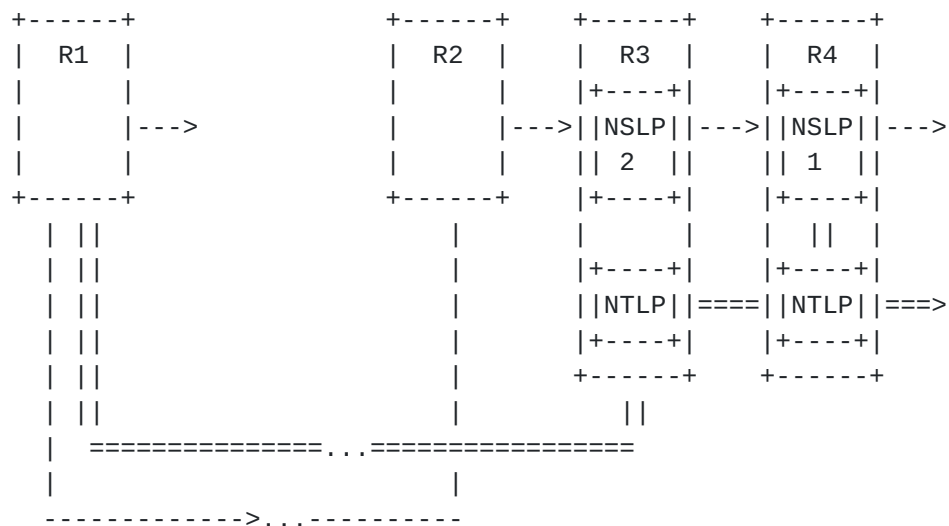 +------+                   +------+   +------+   +------+
|  R1  |                   |  R2  |   |  R3  |   |  R4  |
|      |                   |      |   |+----+|   |+----+|
|      |--->               |      |--->||NSLP||--->||NSLP||--->
|      |                   |      |   || 2  ||   || 1  ||
+------+                   +------+   |+----+|   |+----+|
  | ||                        |       |      |   |  ||  |
  | ||                        |       |+----+|   |+----+|
  | ||                        |       ||NTLP||====||NTLP||===>
  | ||                        |       |+----+|   |+----+|
  | ||                        |       +------+   +------+
  | ||                        |          ||
  |  ===============...=================
  |                           |
  ------------->...----------